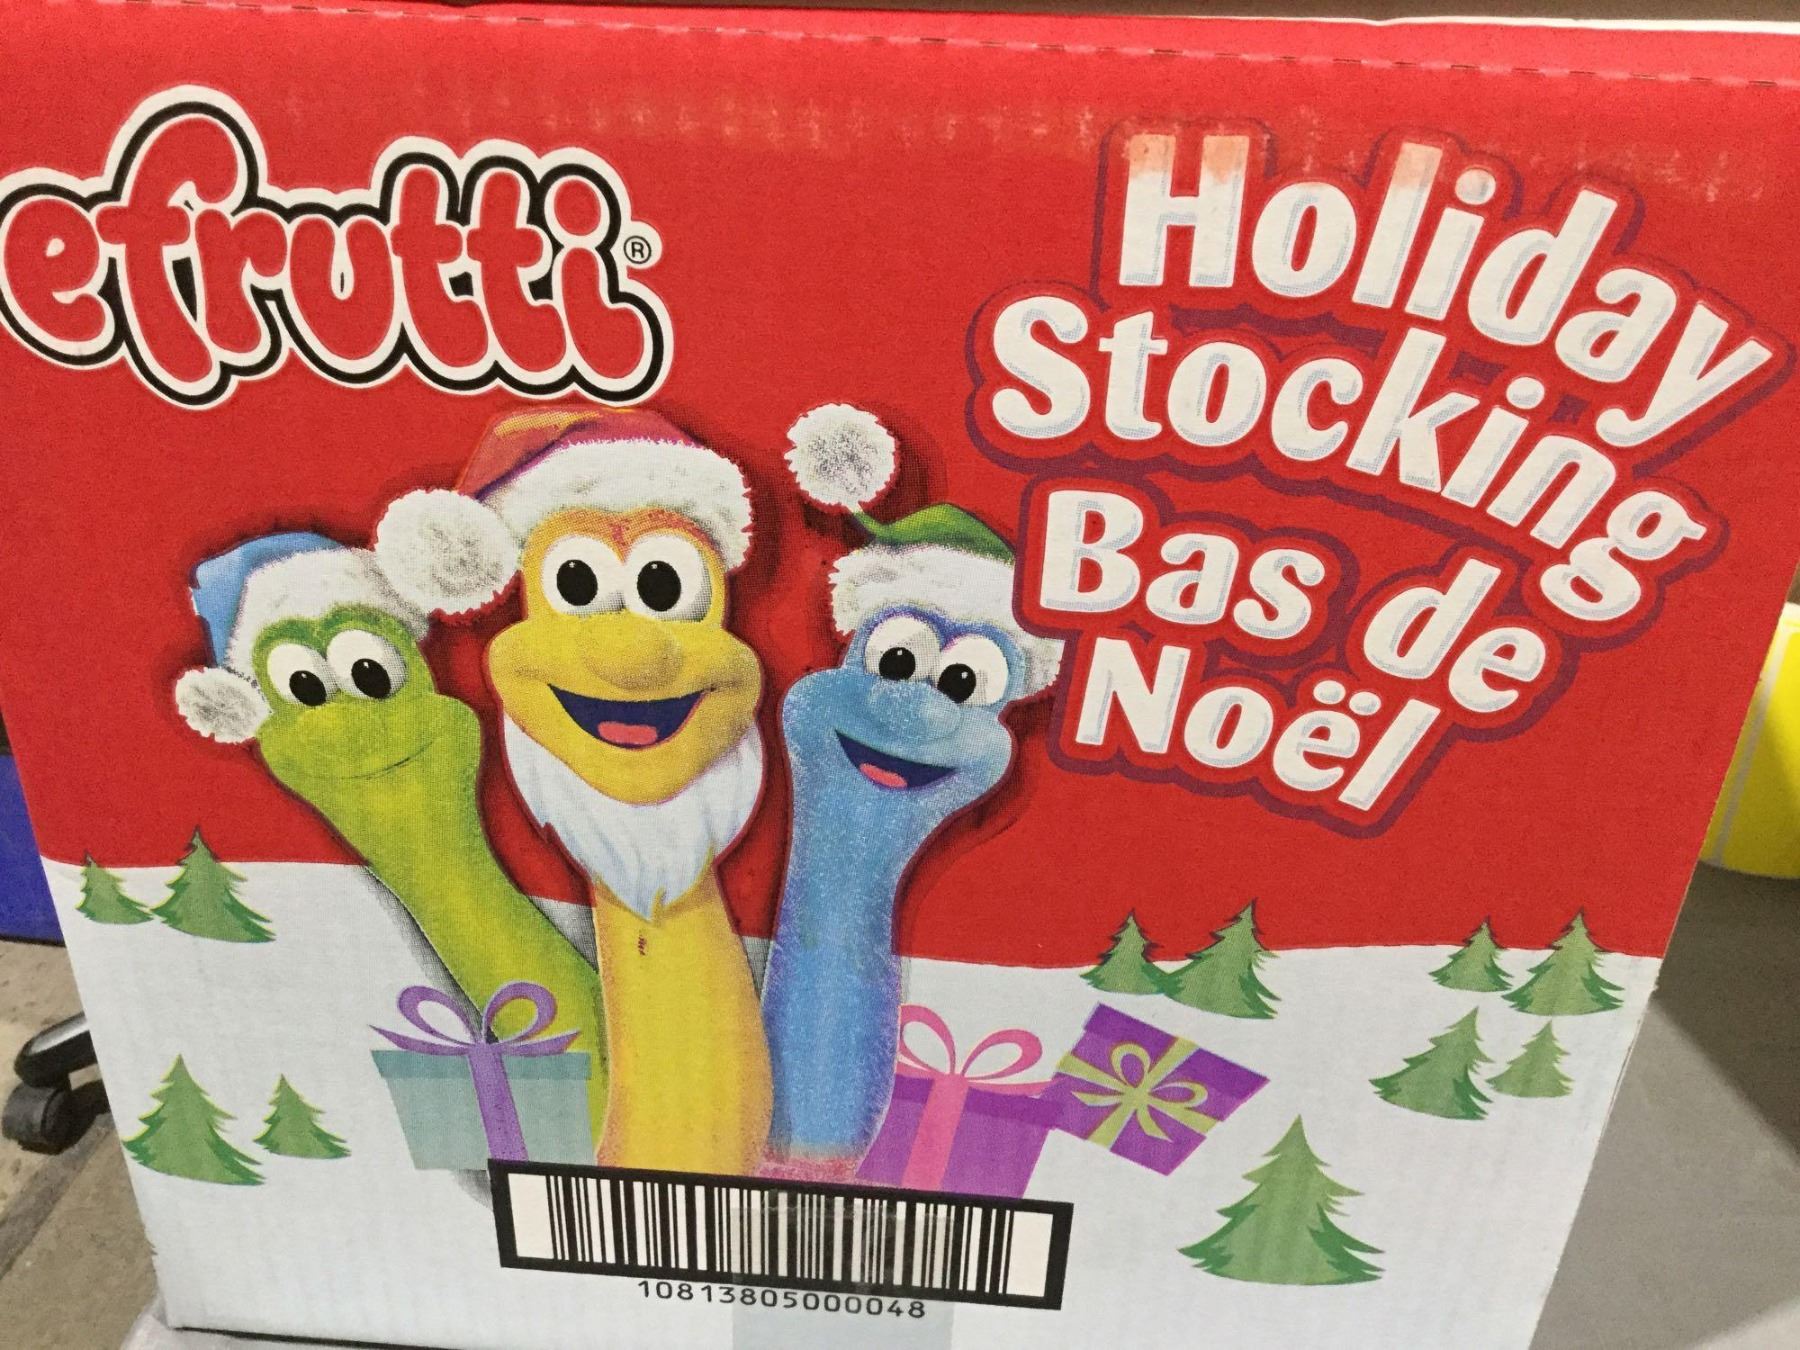 efrutti®
Holiday
Stocking
Bas de
Noël
10813805000048